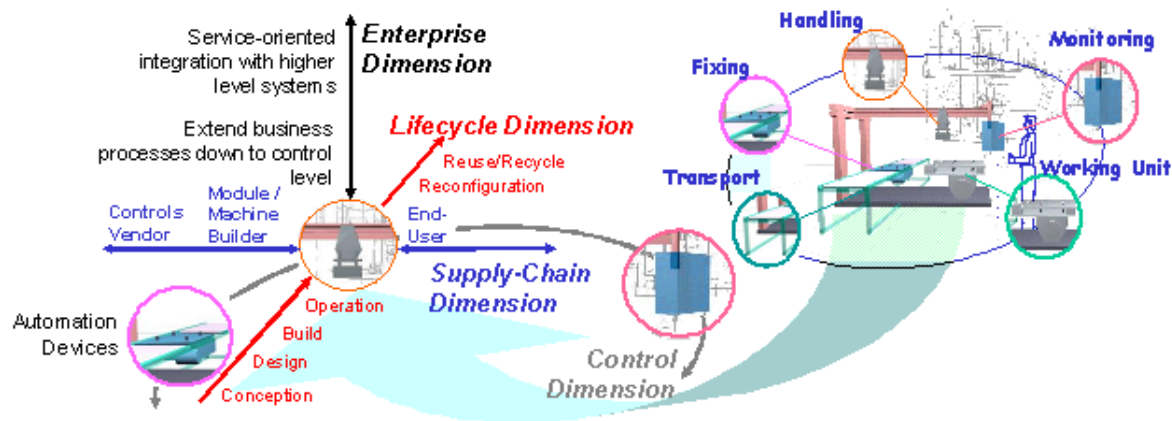 Service-oriented
integration with higher
level systems
Enterprise
Dimension
Extend business
processes down to control
level
Lifecycle Dimension
Reuse/Recycle
Reconfiguration
Controls
Vendor
Module /
Machine
Builder
End-
User
Supply-Chain
Dimension
Automation
Devices
Operation
Build
Design
Conception
Control
Dimension
Handling
Monitoring
Fixing
Transport
Working Unit